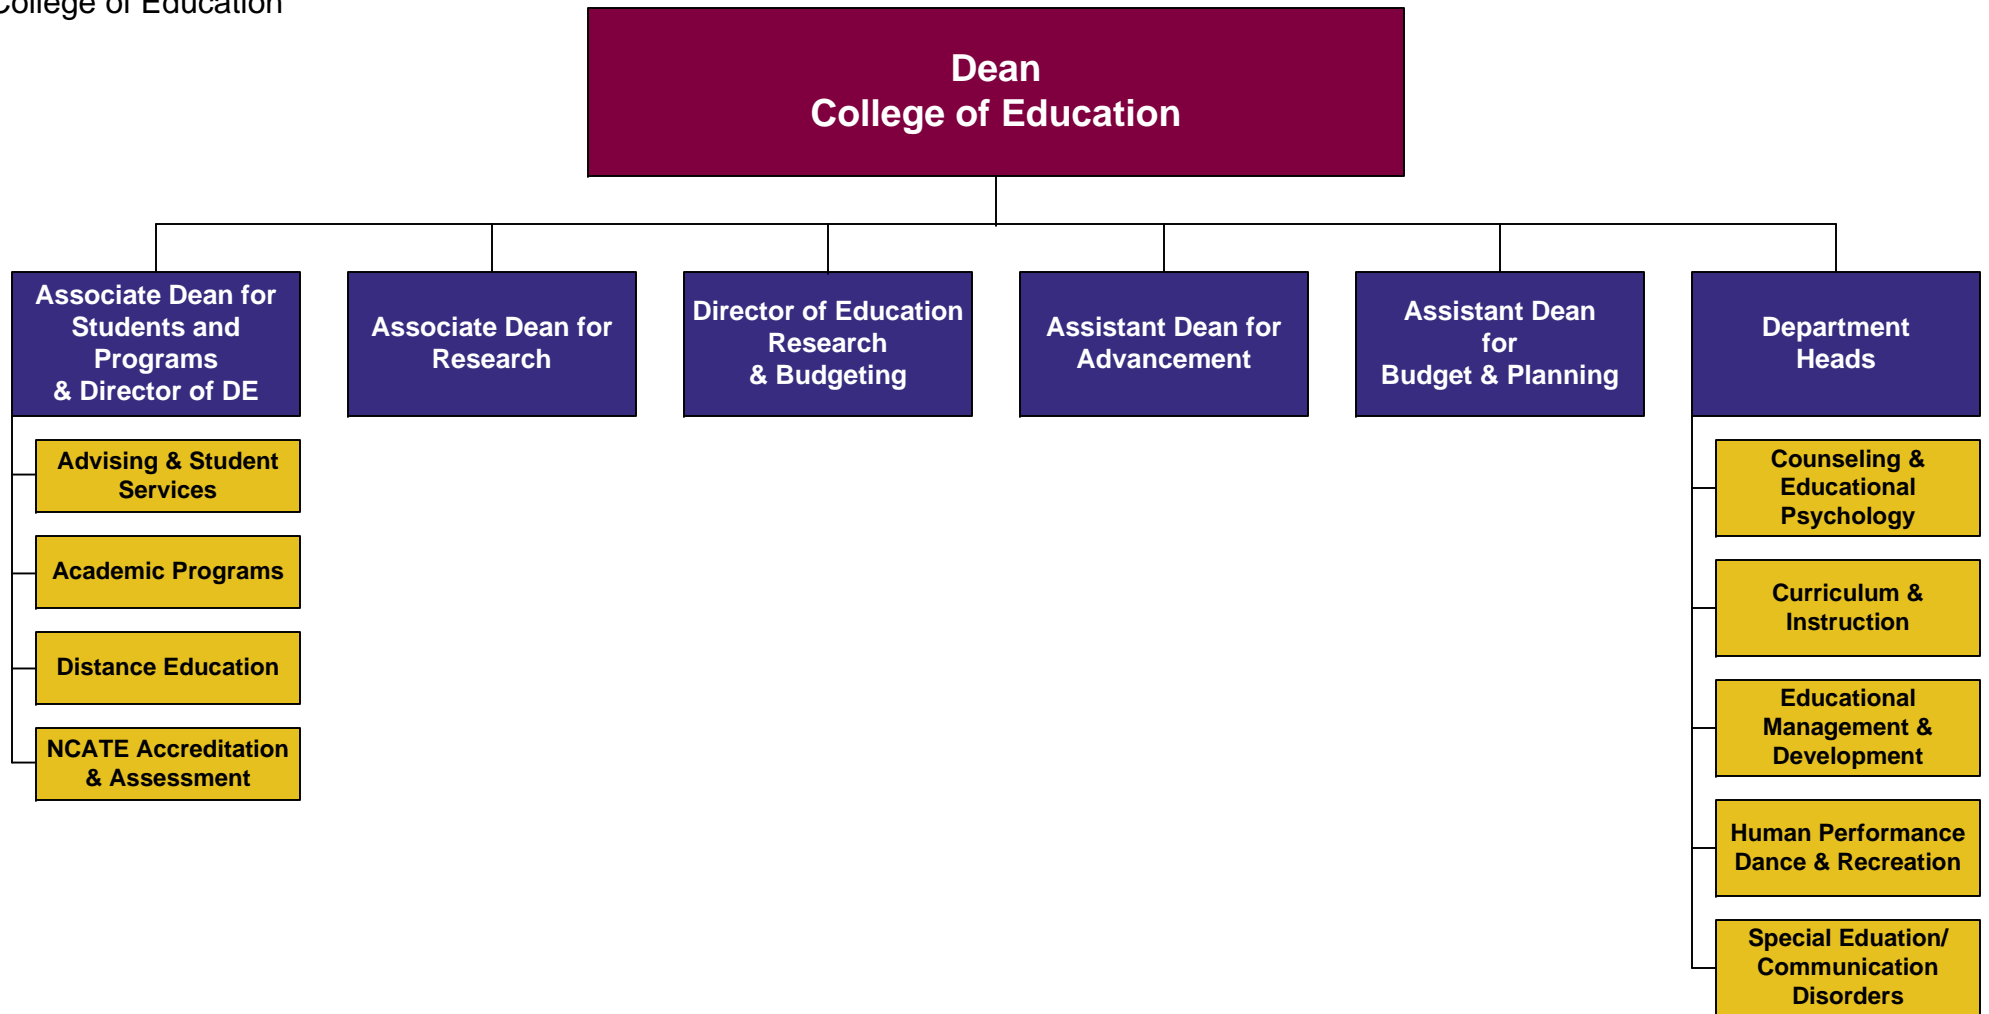 College of Education
Dean
College of Education
Associate Dean for
Students and
Programs
& Director of DE
Associate Dean for
Research
Director of Education
Research
& Budgeting
Assistant Dean for
Advancement
Assistant Dean
for
Budget & Planning
Department
Heads
Advising & Student
Services
Academic Programs
Distance Education
NCATE Accreditation
& Assessment
Counseling &
Educational
Psychology
Curriculum &
Instruction
Educational
Management &
Development
Human Performance
Dance & Recreation
Special Eduation/
Communication
Disorders